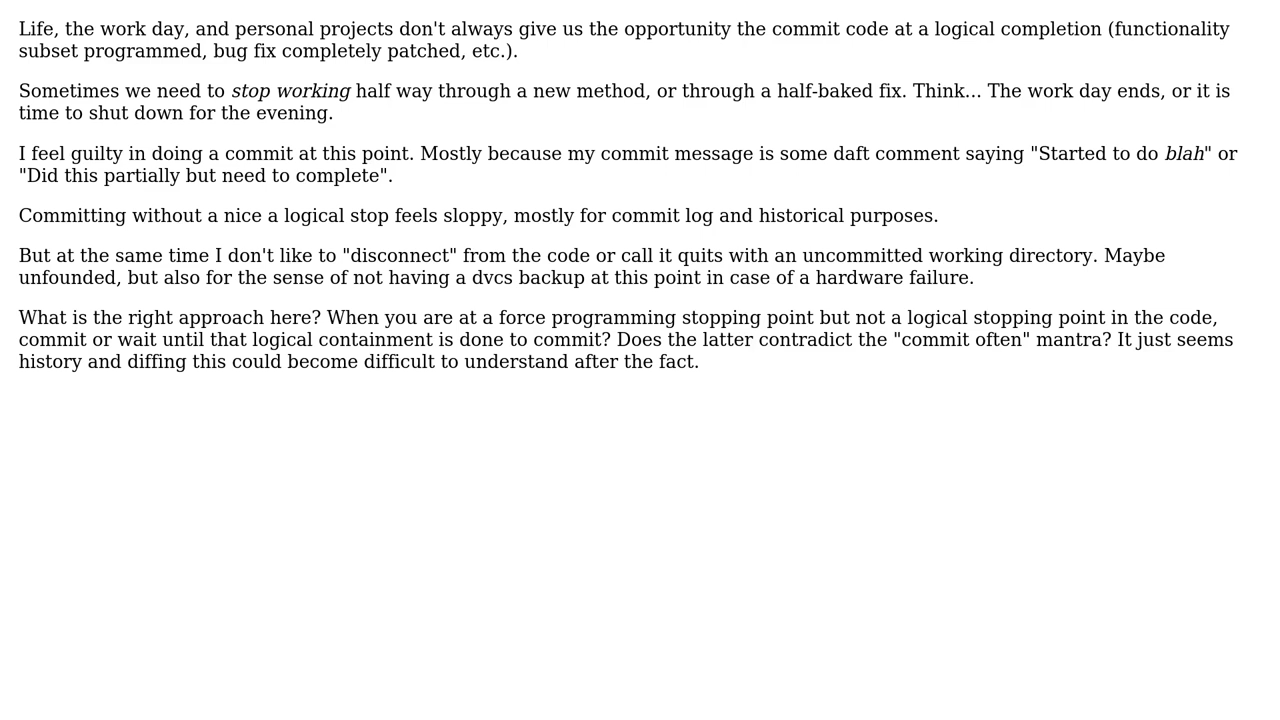 Life, the work day, and personal projects don't always give us the opportunity the commit code at a logical completion (functionality
subset programmed, bug fix completely patched, etc.).
Sometimes we need to stop working half way through a new method, or through a half-baked fix. Think... The work day ends, or it is
time to shut down for the evening.
I feel guilty in doing a commit at this point. Mostly because my commit message is some daft comment saying "Started to do blah" or
"Did this partially but need to complete".
Committing without a nice a logical stop feels sloppy, mostly for commit log and historical purposes.
But at the same time I don't like to "disconnect" from the code or call it quits with an uncommitted working directory. Maybe
unfounded, but also for the sense of not having a dvcs backup at this point in case of a hardware failure.
What is the right approach here? When you are at a force programming stopping point but not a logical stopping point in the code,
commit or wait until that logical containment is done to commit? Does the latter contradict the "commit often" mantra? It just seems
history and diffing this could become difficult to understand after the fact.